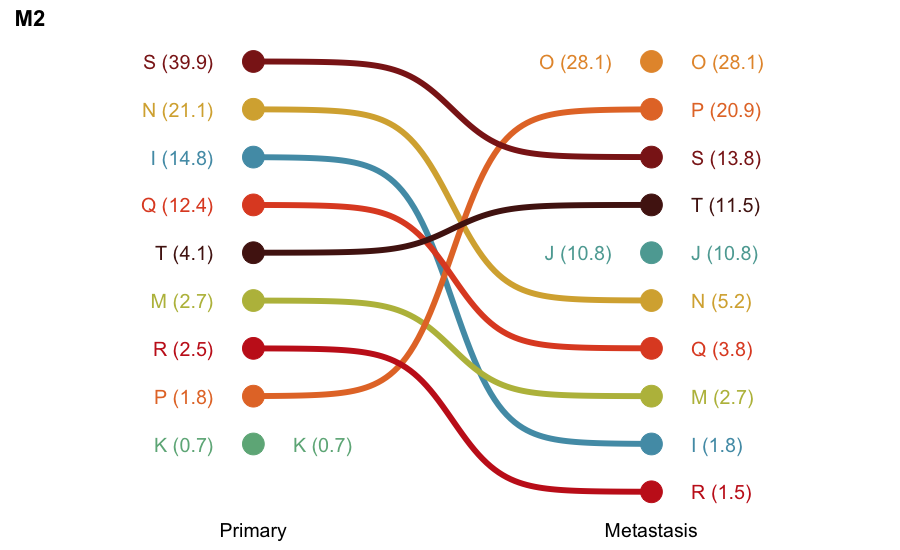 M2
S (39.9) O (28.1) O (28.1)
N (21.1) P (20.9)
I (14.8) S (13.8)
Q (12.4) T (11.5)
T (4.1) J (10.8) J (10.8)
M (2.7) N (5.2)
R (2.5) Q (3.8)
P (1.8) M (2.7)
K (0.7) K (0.7) I (1.8)
R (1.5)
Primary Metastasis